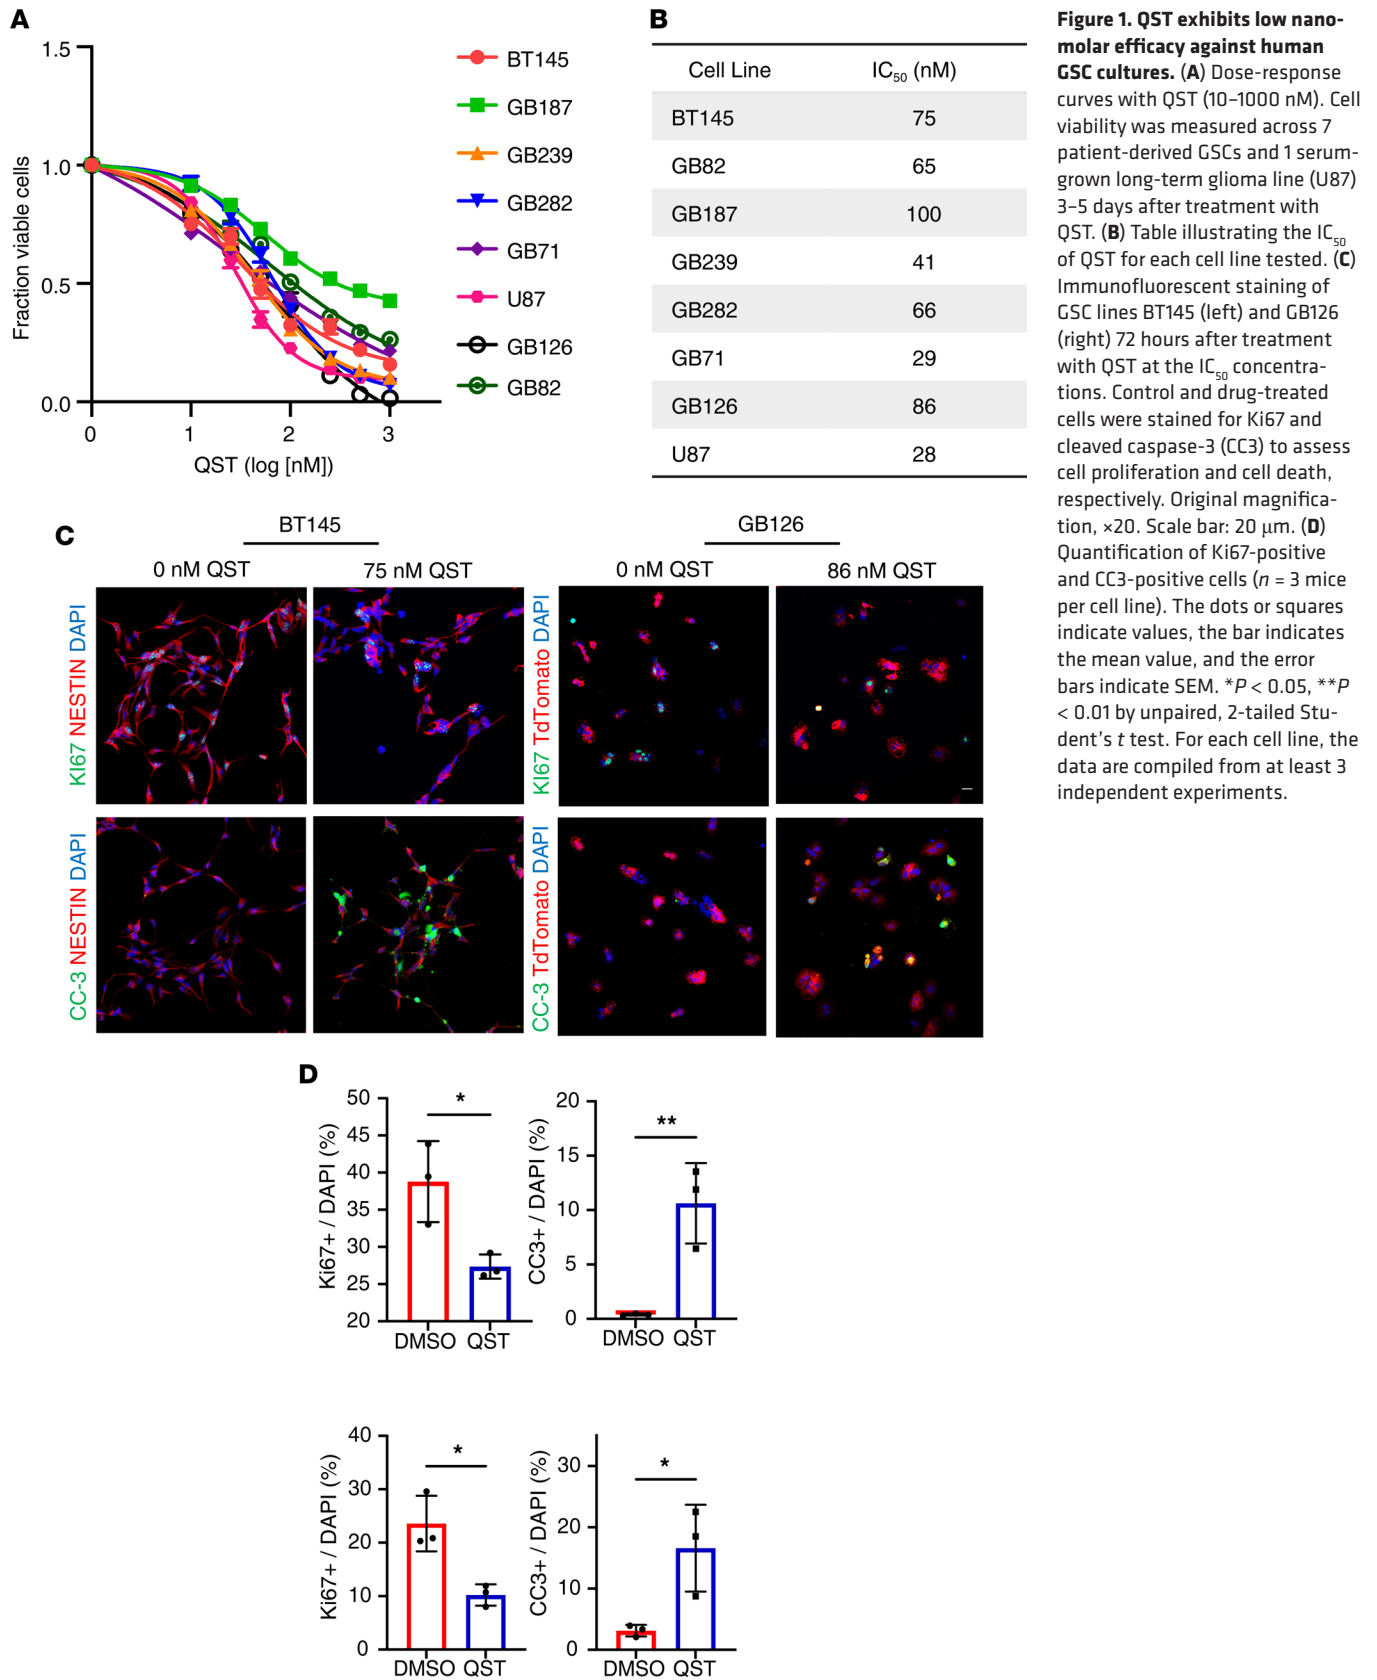 A
1.5
1.0
0.5
0.0
Fraction viable cells
0 1 2 3
QST (log [nM])
BT145
GB187
GB239
GB282
GB71
U87
GB126
GB82
B
Cell Line IC50 (nM)
BT145 75
GB82 65
GB187 100
GB239 41
GB282 66
GB71 29
GB126 86
U87 28
Figure 1. QST exhibits low nano-
molar efficacy against human
GSC cultures. (A) Dose-response
curves with QST (10–1000 nM). Cell
viability was measured across 7
patient-derived GSCs and 1 serum-
grown long-term glioma line (U87)
3–5 days after treatment with
QST. (B) Table illustrating the IC50
of QST for each cell line tested. (C)
Immunofluorescent staining of
GSC lines BT145 (left) and GB126
(right) 72 hours after treatment
with QST at the IC50 concentra-
tions. Control and drug-treated
cells were stained for Ki67 and
cleaved caspase-3 (CC3) to assess
cell proliferation and cell death,
respectively. Original magnifica-
tion, ×20. Scale bar: 20 μm. (D)
Quantification of Ki67-positive
and CC3-positive cells (n = 3 mice
per cell line). The dots or squares
indicate values, the bar indicates
the mean value, and the error
bars indicate SEM. *P < 0.05, **P
< 0.01 by unpaired, 2-tailed Stu-
dent's t test. For each cell line, the
data are compiled from at least 3
independent experiments.
C
BT145
GB126
0 nM QST
75 nM QST
0 nM QST
86 nM QST
KI67 NESTIN DAPI
KI67 TdTomato DAPI
CC-3 NESTIN DAPI
CC-3 TdTomato DAPI
D
50
45
40
35
30
25
20
Ki67+ / DAPI (%)
*
DMSO QST
20
15
10
5
0
CC3+ / DAPI (%)
**
DMSO QST
40
30
20
10
0
Ki67+ / DAPI (%)
*
DMSO QST
30
20
10
0
CC3+ / DAPI (%)
*
DMSO QST